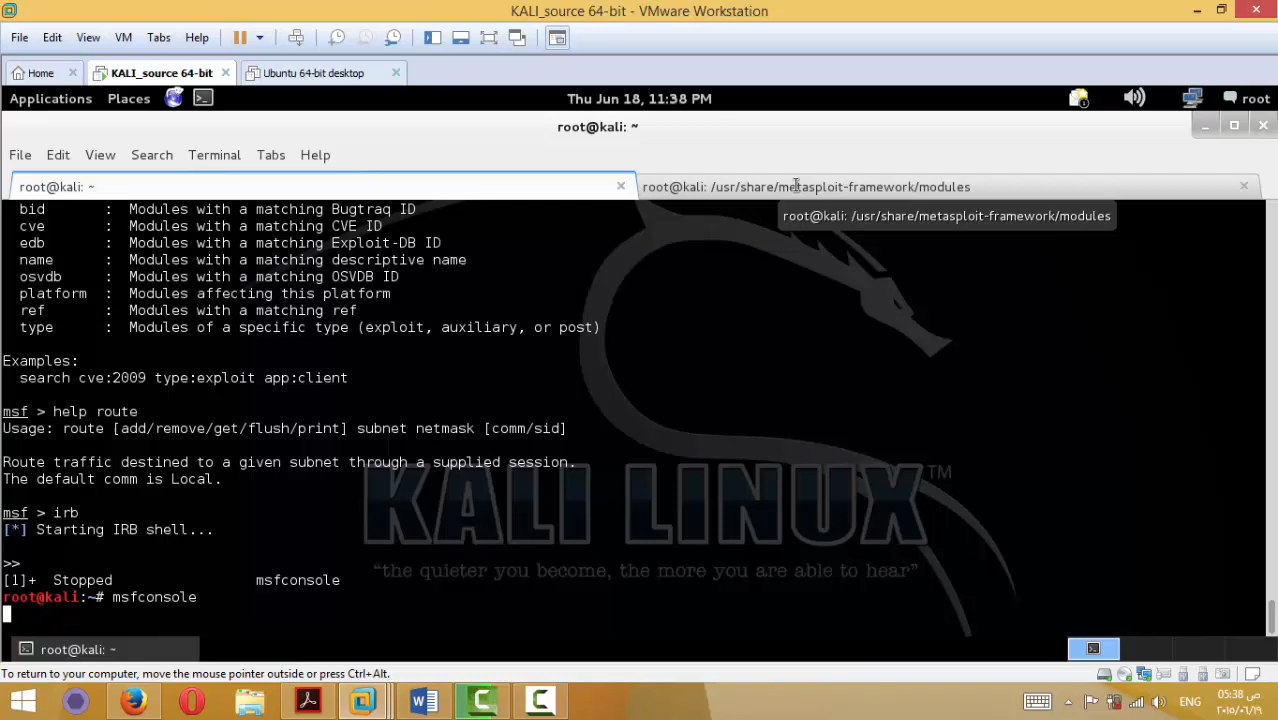 KALI_source 64-bit - VMware Workstation
File Edit View VM Tabs Help
Home KALI_source 64-bit Ubuntu 64-bit desktop
Applications Places Thu Jun 18, 11:38 PM root
root@kali: ~
File Edit View Search Terminal Tabs Help
root@kali: ~ root@kali: /usr/share/metasploit-framework/modules
root@kali: /usr/share/metasploit-framework/modules
bid : Modules with a matching Bugtraq ID
cve : Modules with a matching CVE ID
edb : Modules with a matching Exploit-DB ID
name : Modules with a matching descriptive name
osvdb : Modules with a matching OSVDB ID
platform : Modules affecting this platform
ref : Modules with a matching ref
type : Modules of a specific type (exploit, auxiliary, or post)
Examples:
search cve:2009 type:exploit app:client
msf > help route
Usage: route [add/remove/get/flush/print] subnet netmask [comm/sid]
Route traffic destined to a given subnet through a supplied session.
The default comm is Local.
msf > irb
[*] Starting IRB shell...
>>
[1]+ Stopped msfconsole
root@kali:~# msfconsole
KALI LINUX™
"the quieter you become, the more you are able to hear"
root@kali: ~
To return to your computer, move the mouse pointer outside or press Ctrl+Alt.
ENG 05:38 ص
٢٠١٥/٠٦/١٩